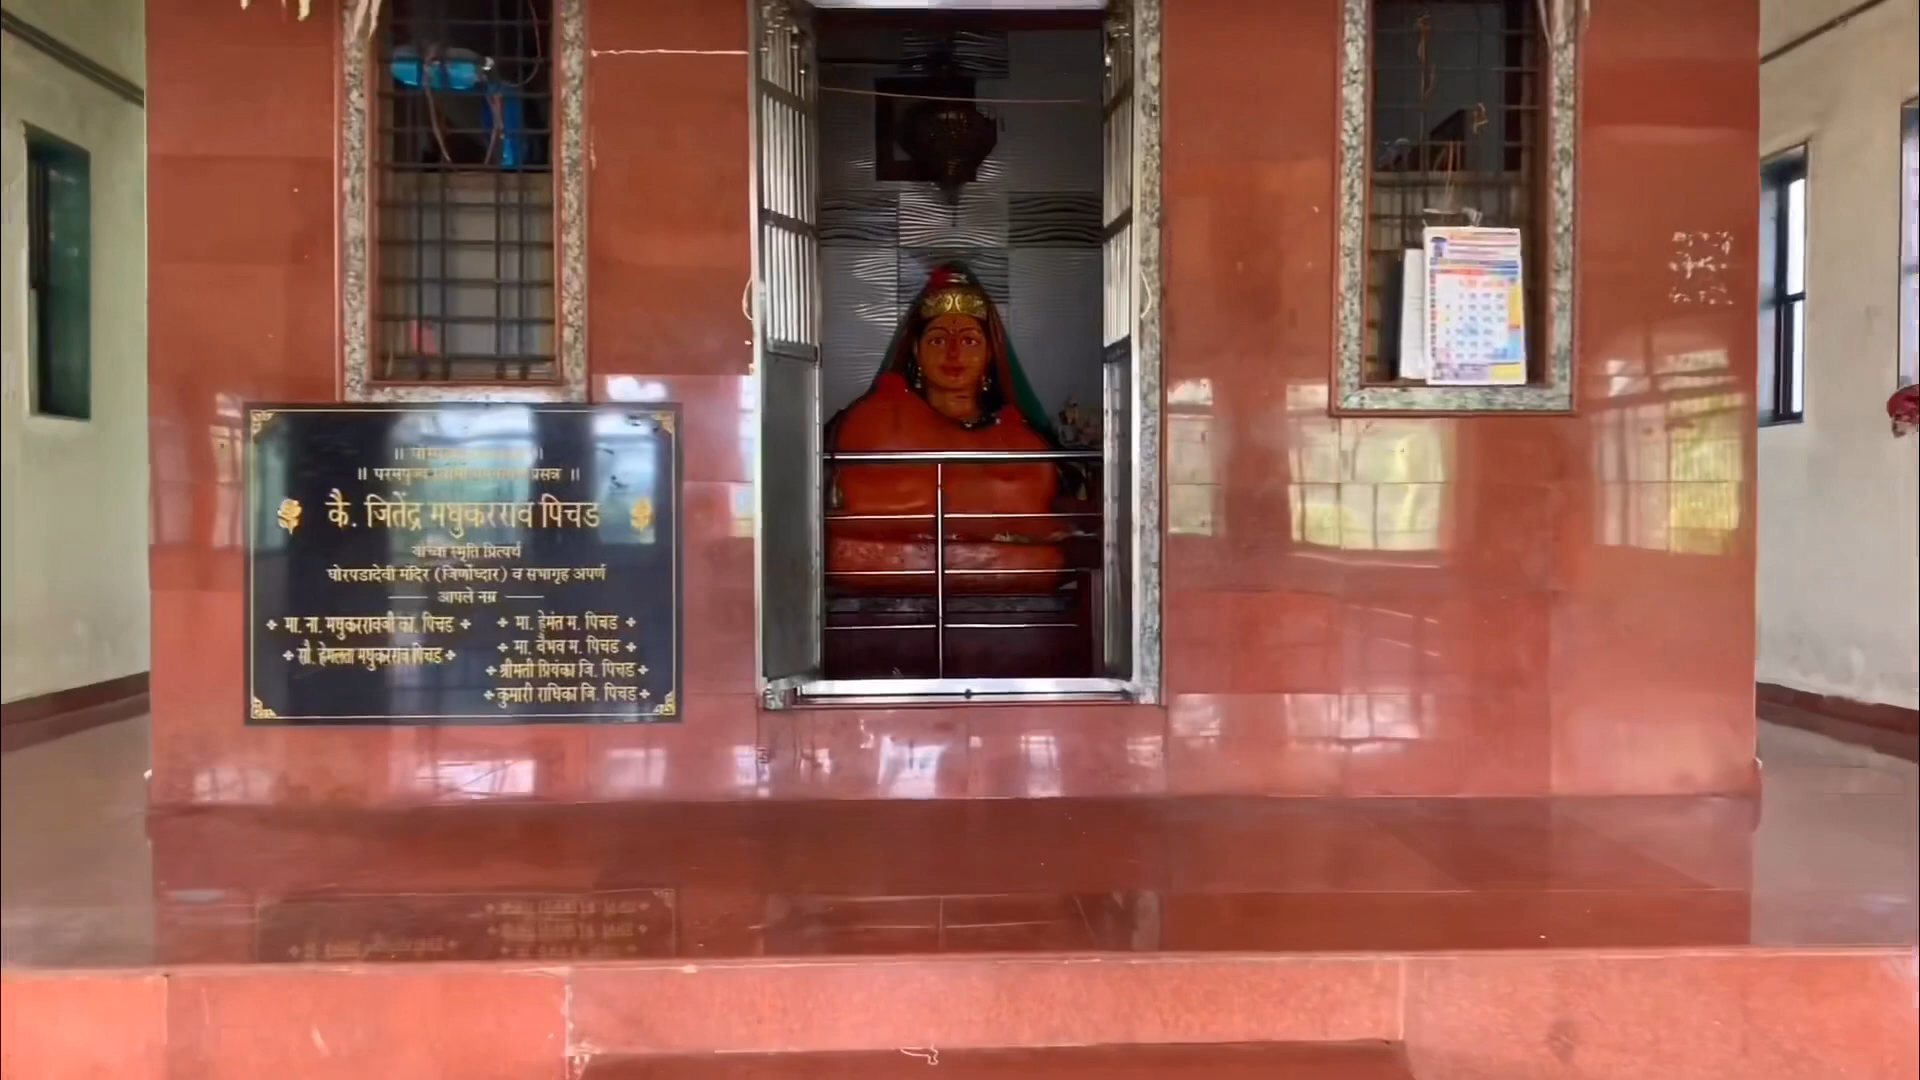 ॥ परमपूज्य प्रसन्न ॥
कै. जितेंद्र मधुकरराव पिचड
यांच्या स्मृति प्रित्यर्थ
घोरपडादेवी मंदिर (जिर्णोध्दार) व सभागृह अर्पण
आपले नम्र
मा. ना. मधुकररावजी का. पिचड
सौ. हेमलता मधुकरराव पिचड
मा. हेमंत म. पिचड
मा. वैभव म. पिचड
श्रीमती प्रियंका जि. पिचड
कुमारी राधिका जि. पिचड